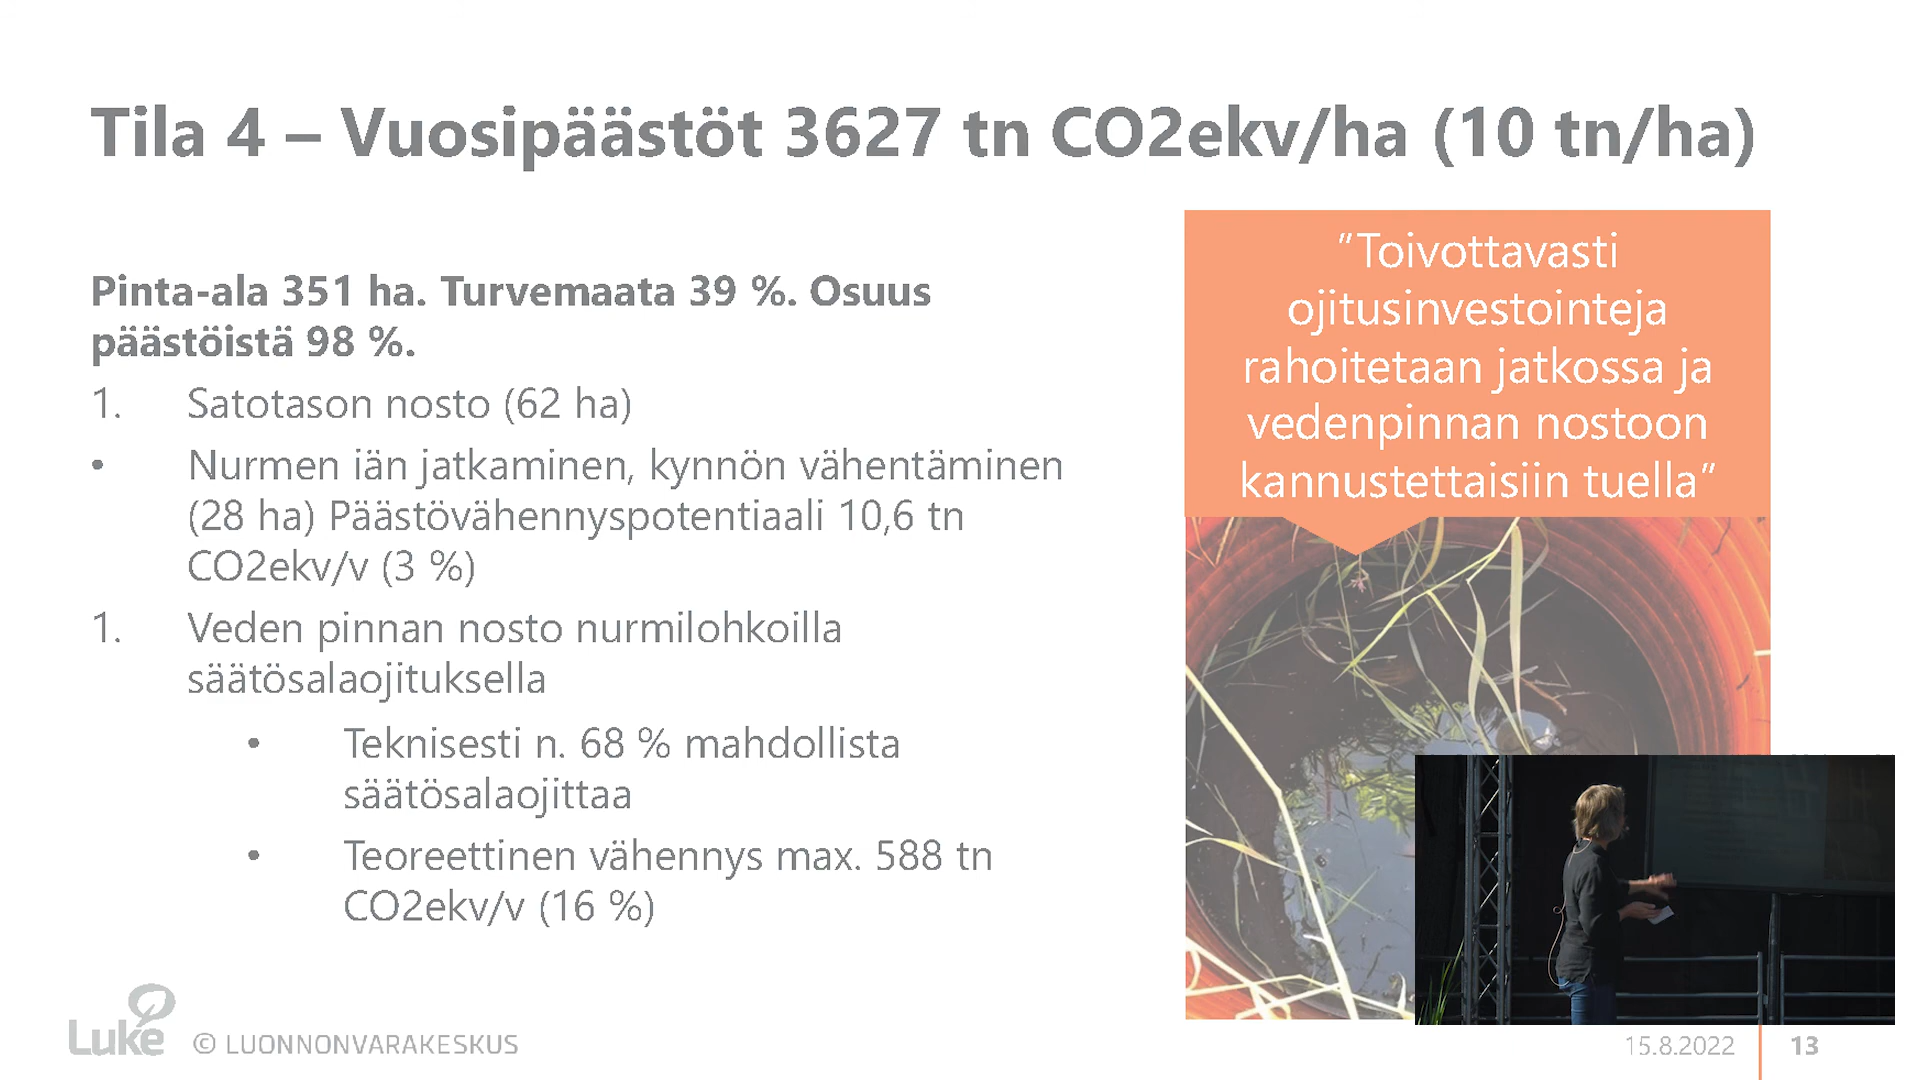 Tila 4 – Vuosipäästöt 3627 tn CO2ekv/ha (10 tn/ha)
Pinta-ala 351 ha. Turvemaata 39 %. Osuus
päästöistä 98 %.
1. Satotason nosto (62 ha)
• Nurmen iän jatkaminen, kynnön vähentäminen
(28 ha) Päästövähennyspotentiaali 10,6 tn
CO2ekv/v (3 %)
1. Veden pinnan nosto nurmilohkoilla
säätösalaojituksella
• Teknisesti n. 68 % mahdollista
säätösalaojittaa
• Teoreettinen vähennys max. 588 tn
CO2ekv/v (16 %)
”Toivottavasti
ojitusinvestointeja
rahoitetaan jatkossa ja
vedenpinnan nostoon
kannustettaisiin tuella”
Luke
© LUONNONVARAKESKUS
15.8.2022
13